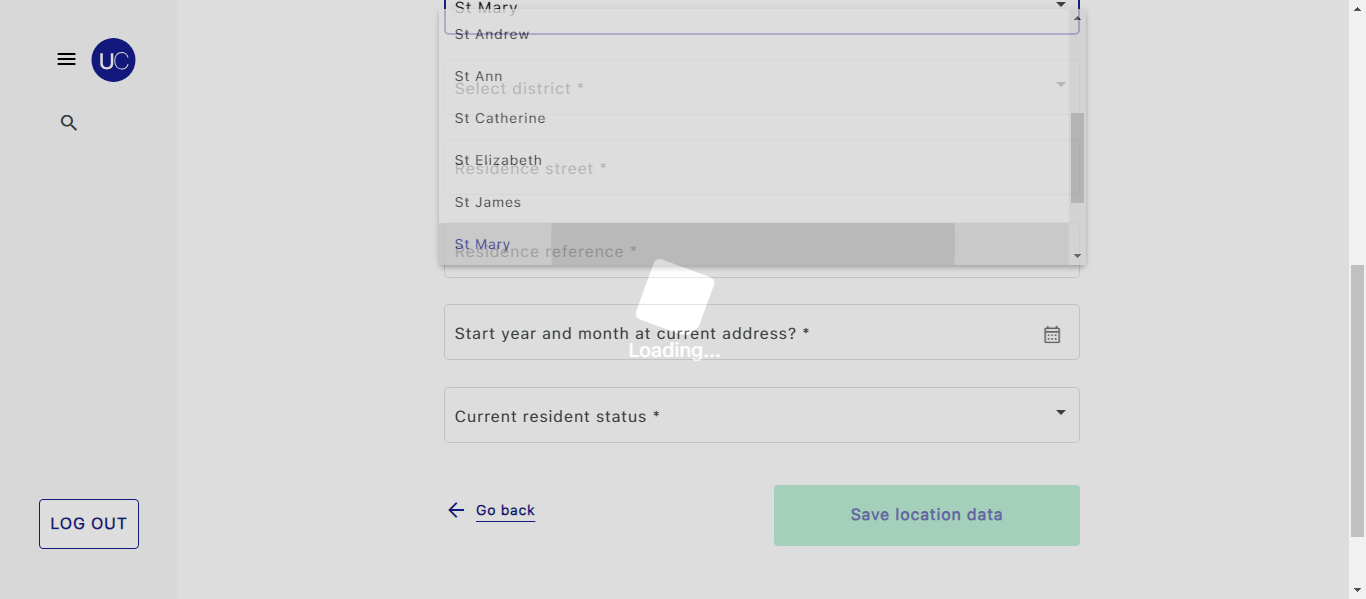 St Mary
St Andrew
UC
St Ann
Select district *
St Catherine
St Elizabeth
Residence street *
St James
St Mary
Residence reference *
Start year and month at current address? *
Loading...
Current resident status *
Go back
Save location data
LOG OUT